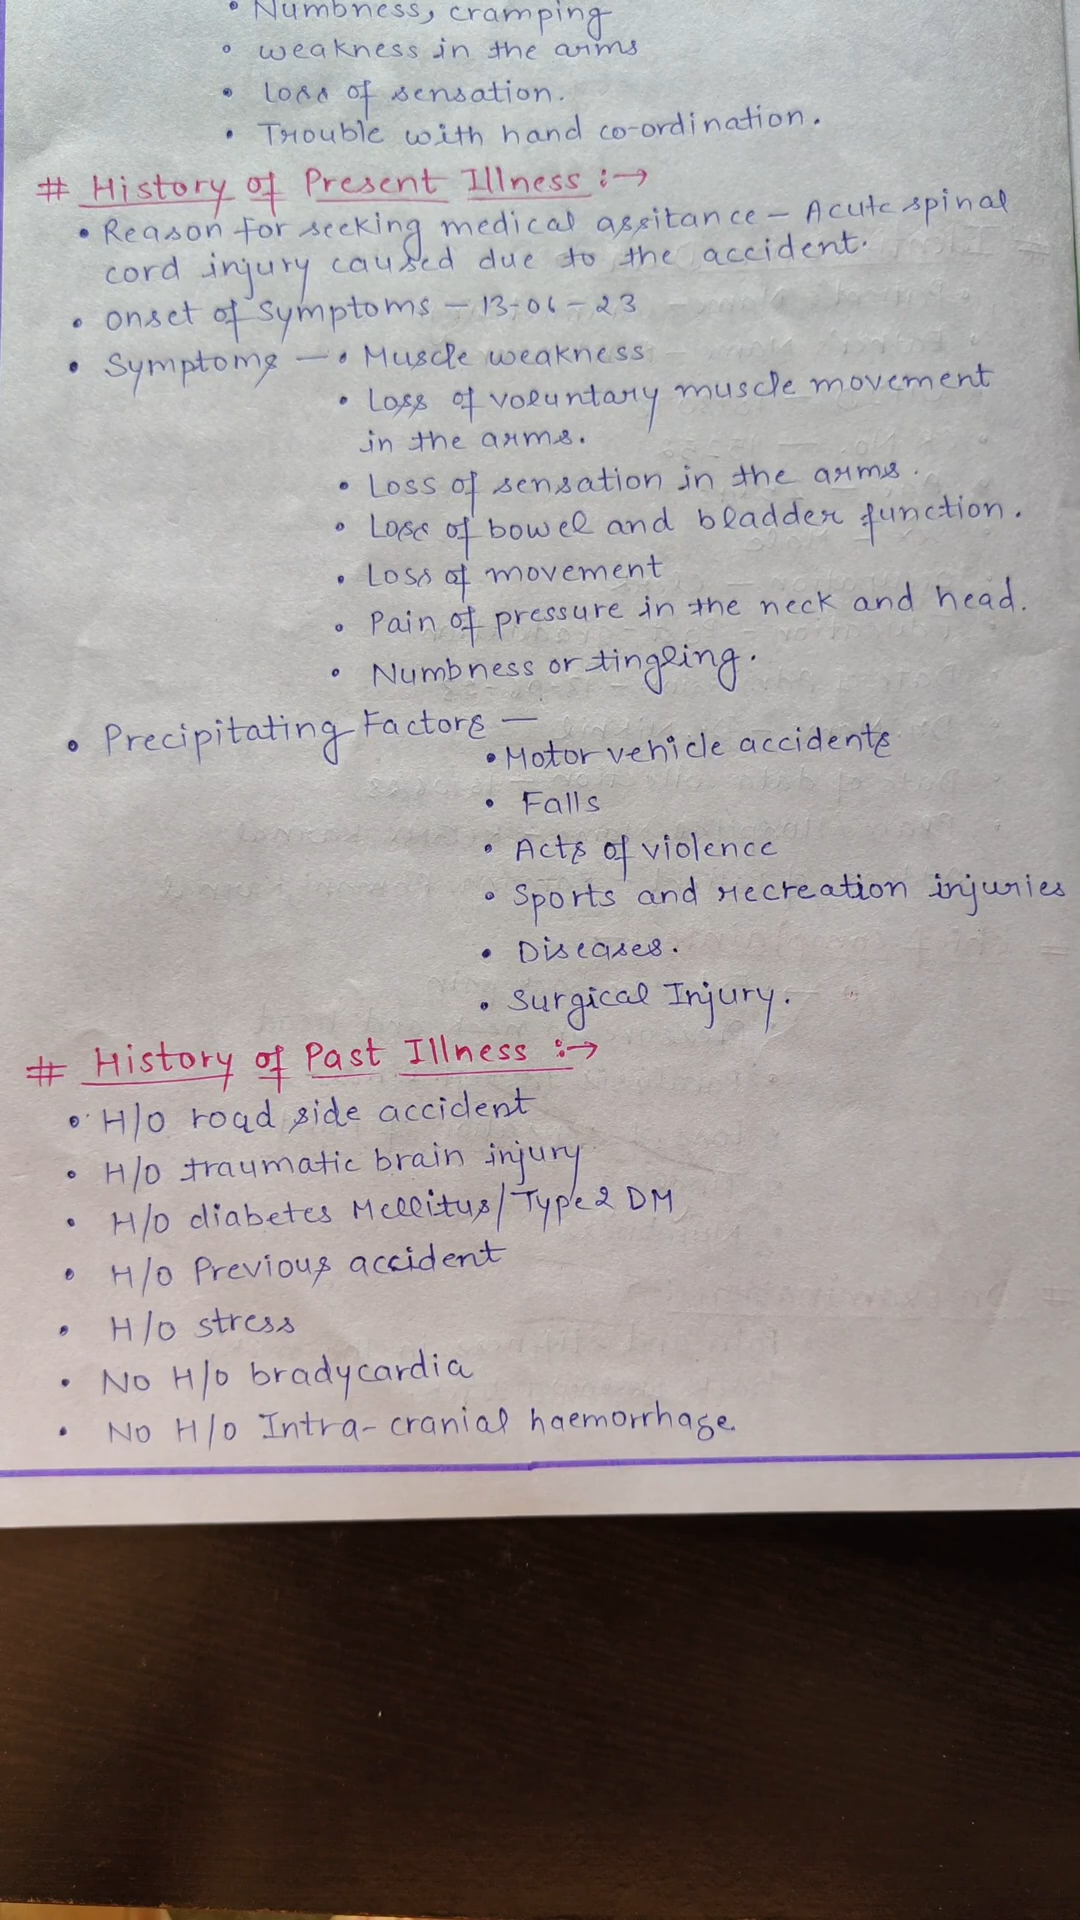 • Numbness, cramping
• weakness in the arms
• Loss of sensation.
• Trouble with hand co-ordination.
# History of Present Illness :→
• Reason for seeking medical assitance – Acute spinal
cord injury caused due to the accident.
• onset of Symptoms – 13-06-23
• Symptoms – • Muscle weakness
• Loss of voluntary muscle movement
in the arms.
• Loss of sensation in the arms.
• Loss of bowel and bladder function.
• Loss of movement
• Pain of pressure in the neck and head.
• Numbness or tingling.
• Precipitating Factors –
• Motor vehicle accidents
• Falls
• Acts of violence
• Sports and recreation injuries
• Diseases.
• Surgical Injury.
# History of Past Illness :→
• H/O road side accident
• H/O traumatic brain injury
• H/O diabetes Mellitus/Type 2 DM
• H/O Previous accident
• H/O stress
• No H/O bradycardia
• No H/O Intra-cranial haemorrhage.